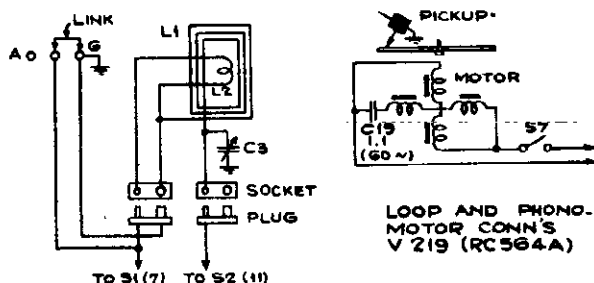 LINK
A G
L1
L2
C3
SOCKET
PLUG
TO S1 (7) TO S2 (11)
PICKUP
MOTOR
C19
1.1
(60~)
S7
LOOP AND PHONO-
MOTOR CONN'S
V 219 (RC564A)